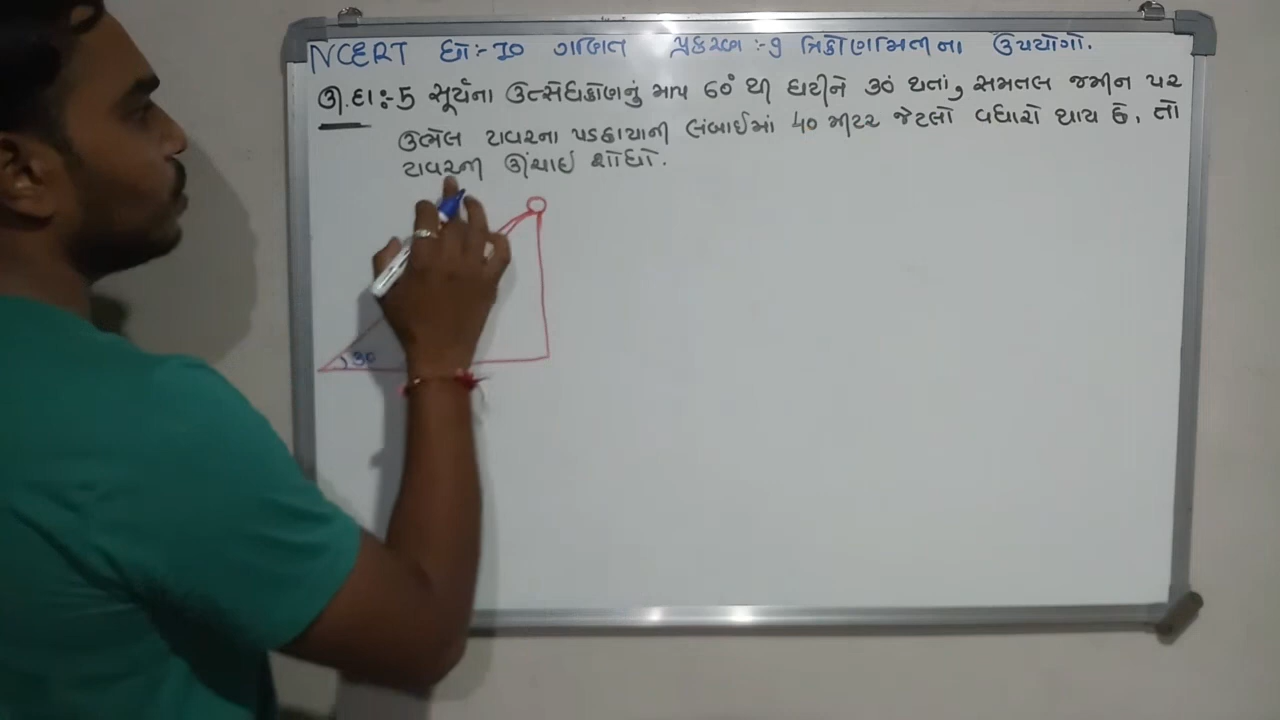 NCERT ધો:-10 ગણિત પ્રકરણ :- 9 ત્રિકોણમિતીના ઉપયોગો.
ઉ.દા:-5 સૂર્યના ઉત્સેધકોણનું માપ 60° થી ઘટીને 30° થતાં, સમતલ જમીન પર
ઉભેલ ટાવરના પડછાયાની લંબાઈમાં 40 મીટર જેટલો વધારો થાય છે, તો
ટાવરની ઊંચાઈ શોધો.
30